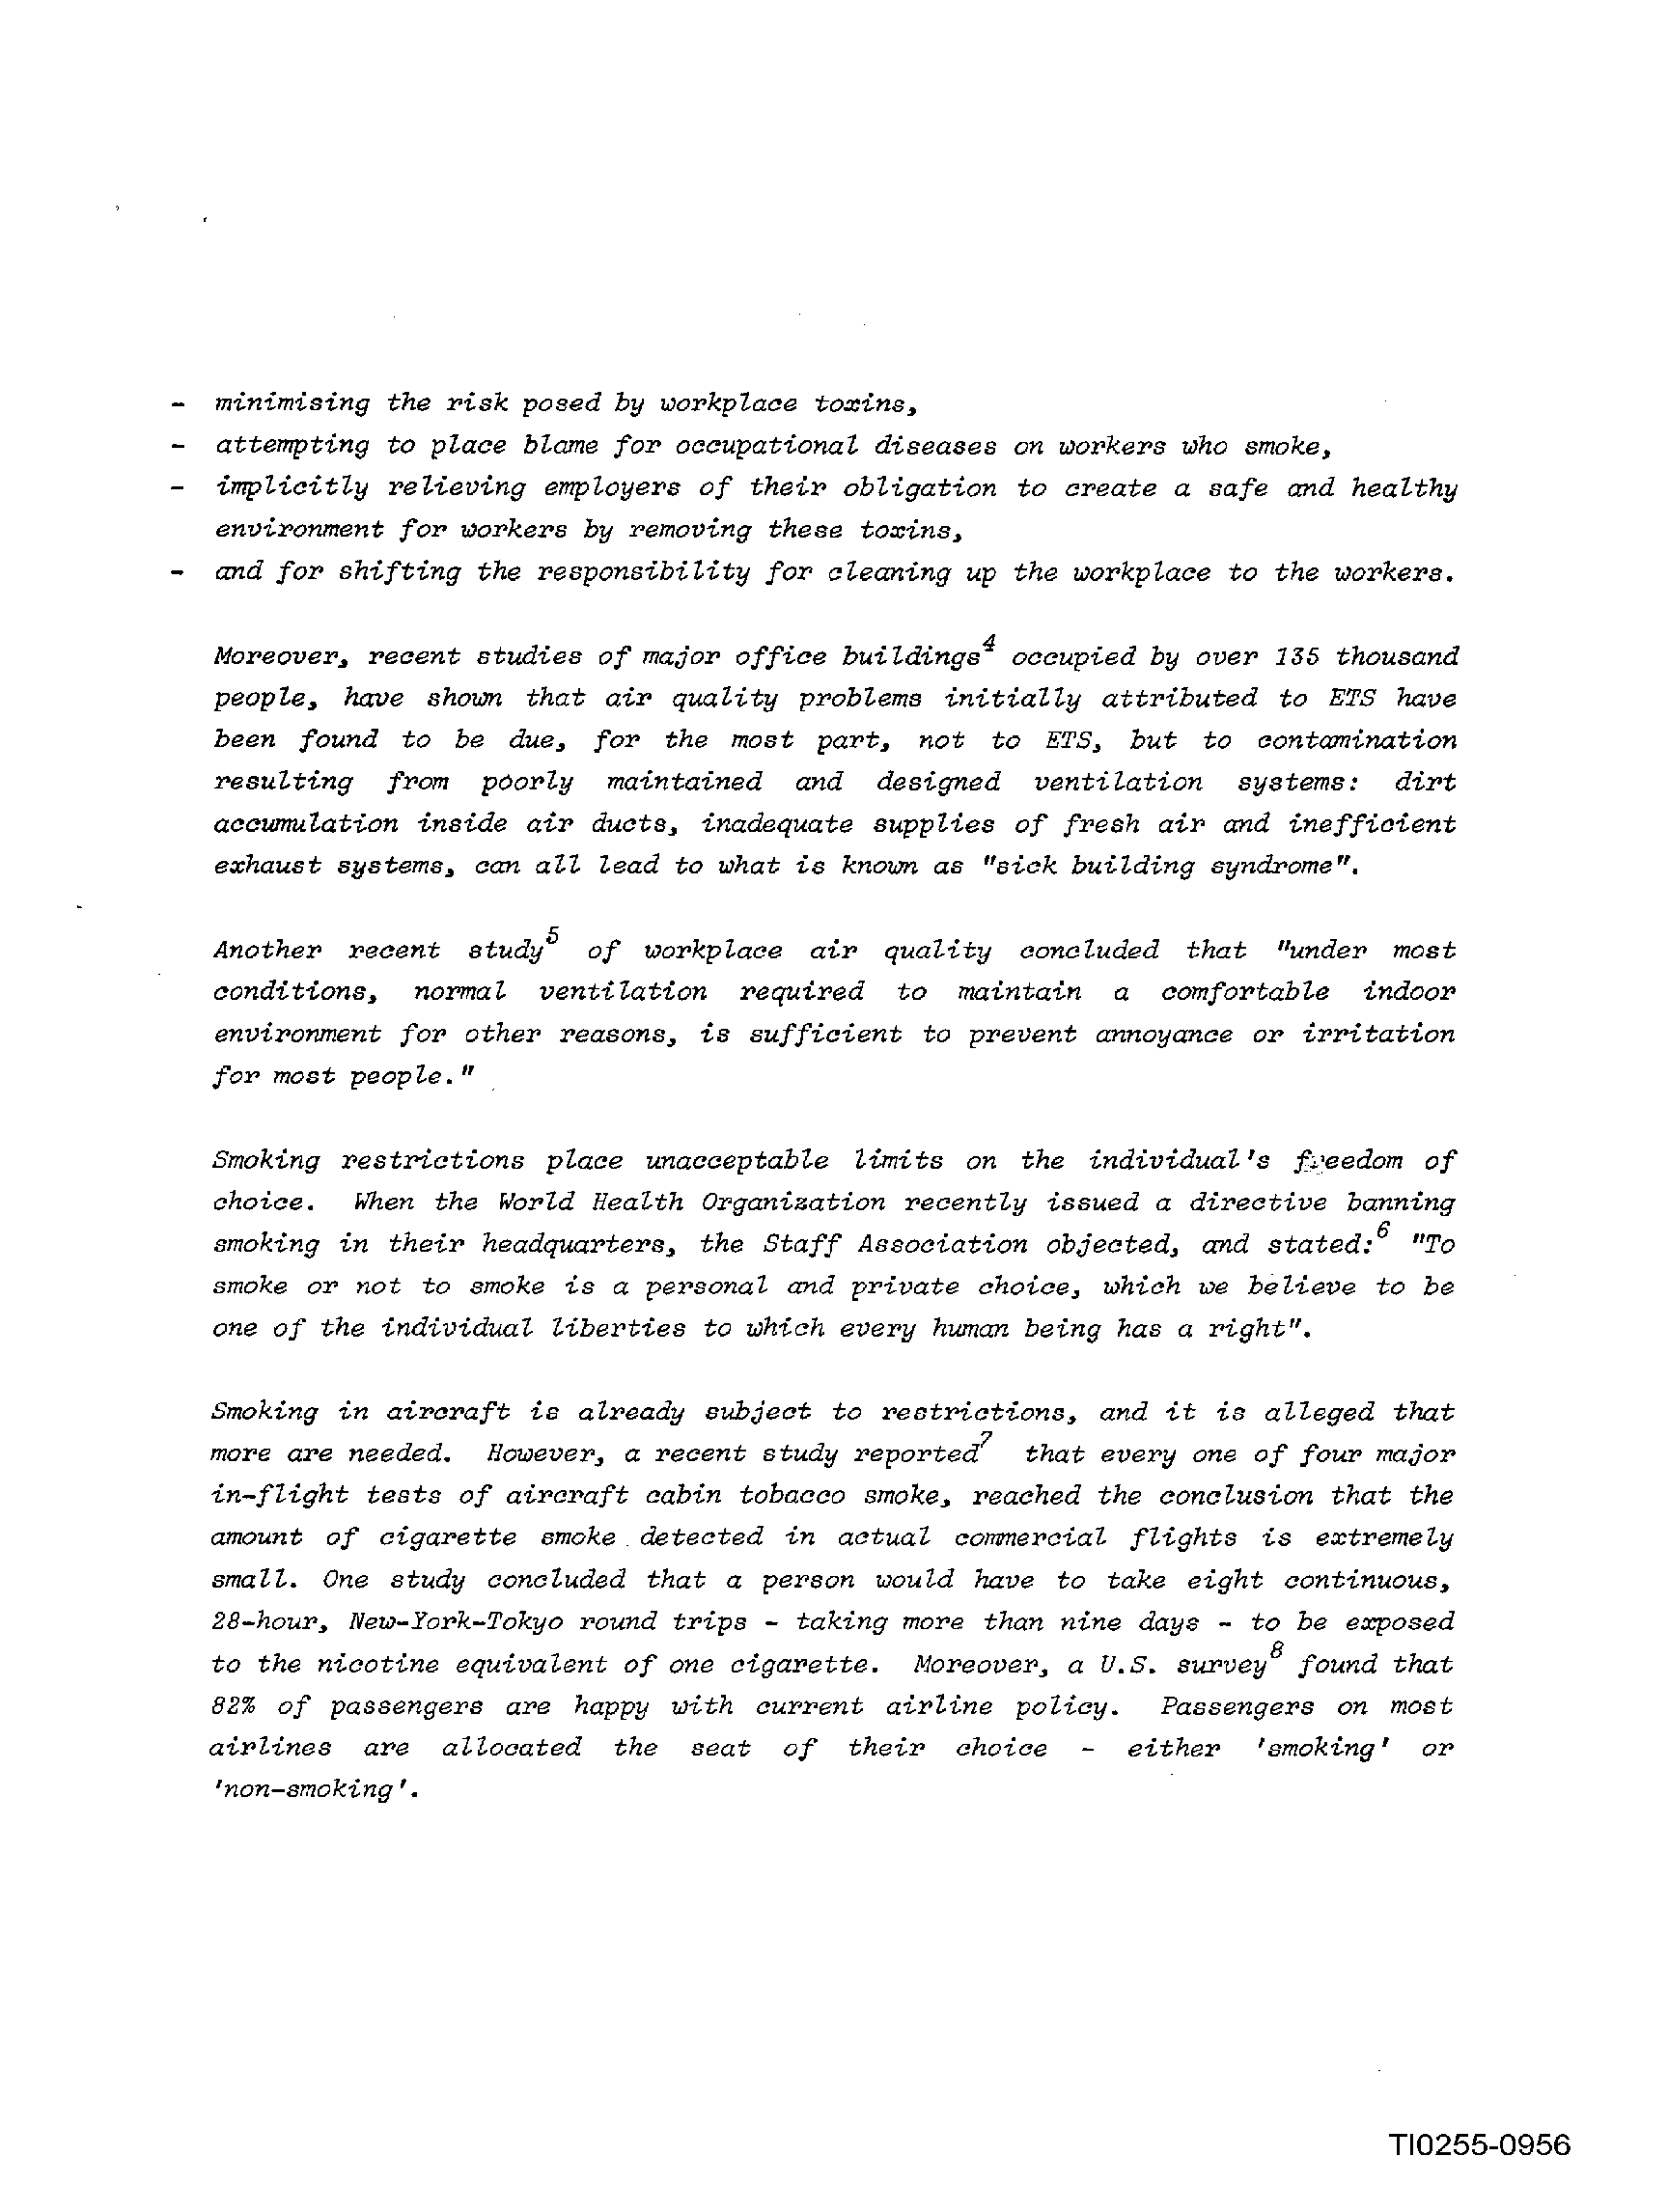 - minimising the risk posed by workplace toxins,
- attempting to place blame for occupational diseases on workers who smoke,
- implicitly relieving employers of their obligation to create a safe and healthy
environment for workers by removing these toxins,
- and for shifting the responsibility for cleaning up the workplace to the workers.
Moreover, recent studies of major office buildings4 occupied by over 135 thousand
people, have shown that air quality problems initially attributed to ETS have
been found to be due, for the most part, not to ETS, but to contamination
resulting from poorly maintained and designed ventilation systems: dirt
accumulation inside air ducts, inadequate supplies of fresh air and inefficient
exhaust systems, can all lead to what is known as "sick building syndrome".
Another recent study5 of workplace air quality concluded that "under most
conditions, normal ventilation required to maintain a comfortable indoor
environment for other reasons, is sufficient to prevent annoyance or irritation
for most people."
Smoking restrictions place unacceptable limits on the individual's freedom of
choice. When the World Health Organization recently issued a directive banning
smoking in their headquarters, the Staff Association objected, and stated:6 "To
smoke or not to smoke is a personal and private choice, which we believe to be
one of the individual liberties to which every human being has a right".
Smoking in aircraft is already subject to restrictions, and it is alleged that
more are needed. However, a recent study reported7 that every one of four major
in-flight tests of aircraft cabin tobacco smoke, reached the conclusion that the
amount of cigarette smoke detected in actual commercial flights is extremely
small. One study concluded that a person would have to take eight continuous,
28-hour, New-York-Tokyo round trips - taking more than nine days - to be exposed
to the nicotine equivalent of one cigarette. Moreover, a U.S. survey8 found that
82% of passengers are happy with current airline policy. Passengers on most
airlines are allocated the seat of their choice - either 'smoking' or
'non-smoking'.
TI0255-0956